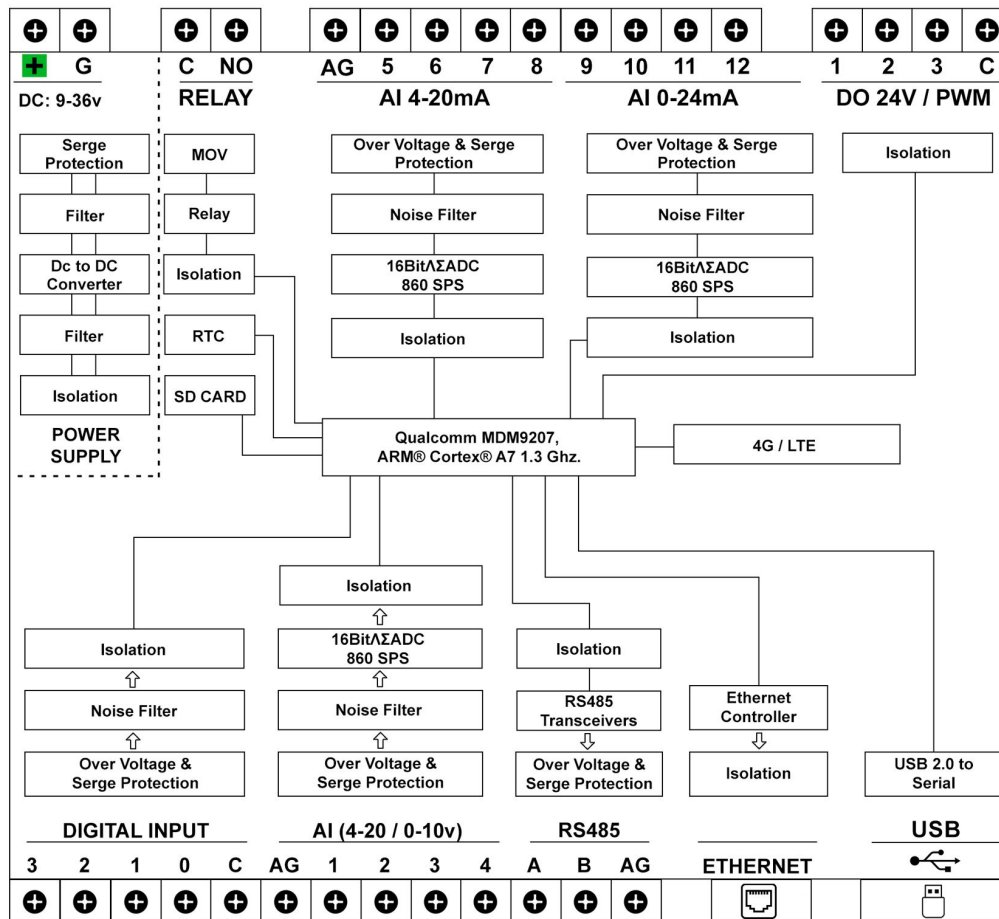 + G
DC: 9-36v
C NO
RELAY
AG 5 6 7 8
AI 4-20mA
9 10 11 12
AI 0-24mA
1 2 3 C
DO 24V / PWM
Serge
Protection
Filter
Dc to DC
Converter
Filter
Isolation
POWER
SUPPLY
MOV
Relay
Isolation
RTC
SD CARD
Over Voltage & Serge
Protection
Noise Filter
16BitΛΣADC
860 SPS
Isolation
Over Voltage & Serge
Protection
Noise Filter
16BitΛΣADC
860 SPS
Isolation
Isolation
Qualcomm MDM9207,
ARM® Cortex® A7 1.3 Ghz.
4G / LTE
Isolation
Noise Filter
Over Voltage &
Serge Protection
Isolation
16BitΛΣADC
860 SPS
Noise Filter
Over Voltage &
Serge Protection
Isolation
RS485
Transceivers
Over Voltage &
Serge Protection
Ethernet
Controller
Isolation
USB 2.0 to
Serial
DIGITAL INPUT
3 2 1 0 C
AI (4-20 / 0-10v)
AG 1 2 3 4
RS485
A B AG
ETHERNET
USB